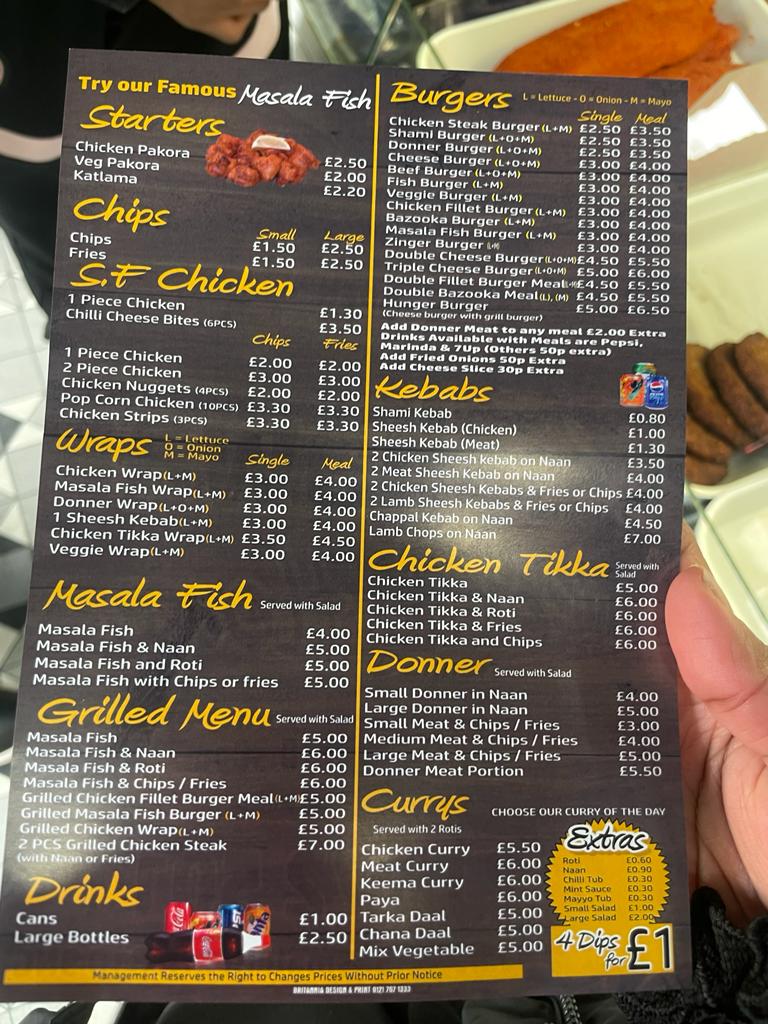 Try our Famous Masala Fish
Starters
Chicken Pakora £2.50
Veg Pakora £2.00
Katlama £2.20
Chips
Small Large
Chips £1.50 £2.50
Fries £1.50 £2.50
S.F Chicken
1 Piece Chicken £1.30
Chilli Cheese Bites (6PCS) £3.50
Chips Fries
1 Piece Chicken £2.00 £2.00
2 Piece Chicken £3.00 £3.00
Chicken Nuggets (4PCS) £2.00 £2.00
Pop Corn Chicken (10PCS) £3.30 £3.30
Chicken Strips (3PCS) £3.30 £3.30
Wraps
L = Lettuce
O = Onion
M = Mayo
Single Meal
Chicken Wrap(L+M) £3.00 £4.00
Masala Fish Wrap(L+M) £3.00 £4.00
Donner Wrap(L+O+M) £3.00 £4.00
1 Sheesh Kebab(L+M) £3.00 £4.00
Chicken Tikka Wrap(L+M) £3.50 £4.50
Veggie Wrap(L+M) £3.00 £4.00
Masala Fish Served with Salad
Masala Fish £4.00
Masala Fish & Naan £5.00
Masala Fish and Roti £5.00
Masala Fish with Chips or fries £5.00
Grilled Menu Served with Salad
Masala Fish £5.00
Masala Fish & Naan £6.00
Masala Fish & Roti £6.00
Masala Fish & Chips / Fries £6.00
Grilled Chicken Fillet Burger Meal(L+M) £5.00
Grilled Masala Fish Burger (L+M) £5.00
Grilled Chicken Wrap(L+M) £5.00
2 PCS Grilled Chicken Steak £7.00
(with Naan or Fries)
Drinks
Cans £1.00
Large Bottles £2.50
Burgers L = Lettuce - O = Onion - M = Mayo
Single Meal
Chicken Steak Burger(L+M) £2.50 £3.50
Shami Burger (L+O+M) £2.50 £3.50
Donner Burger (L+O+M) £2.50 £3.50
Cheese Burger (L+O+M) £3.00 £4.00
Beef Burger (L+O+M) £3.00 £4.00
Fish Burger (L+M) £3.00 £4.00
Veggie Burger (L+M) £3.00 £4.00
Chicken Fillet Burger(L+M) £3.00 £4.00
Bazooka Burger (L+M) £3.00 £4.00
Masala Fish Burger (L+M) £3.00 £4.00
Zinger Burger (L+M) £3.00 £4.00
Double Cheese Burger(L+O+M) £4.50 £5.50
Triple Cheese Burger(L+O+M) £5.00 £6.00
Double Fillet Burger Meal(L+M) £4.50 £5.50
Double Bazooka Meal(L), (M) £4.50 £5.50
Hunger Burger £5.00 £6.50
(Cheese burger with grill burger)
Add Donner Meat to any meal £2.00 Extra
Drinks Available with Meals are Pepsi,
Marinda & 7Up (Others 50p extra)
Add Fried Onions 50p Extra
Add Cheese Slice 30p Extra
Kebabs
Shami Kebab £0.80
Sheesh Kebab (Chicken) £1.00
Sheesh Kebab (Meat) £1.30
2 Chicken Sheesh kebab on Naan £3.50
2 Meat Sheesh Kebab on Naan £4.00
2 Chicken Sheesh Kebabs & Fries or Chips £4.00
2 Lamb Sheesh Kebabs & Fries or Chips £4.00
Chappal Kebab on Naan £4.50
Lamb Chops on Naan £7.00
Chicken Tikka Served with Salad
Chicken Tikka £5.00
Chicken Tikka & Naan £6.00
Chicken Tikka & Roti £6.00
Chicken Tikka & Fries £6.00
Chicken Tikka and Chips £6.00
Donner Served with Salad
Small Donner in Naan £4.00
Large Donner in Naan £5.00
Small Meat & Chips / Fries £3.00
Medium Meat & Chips / Fries £4.00
Large Meat & Chips / Fries £5.00
Donner Meat Portion £5.50
Currys CHOOSE OUR CURRY OF THE DAY
Served with 2 Rotis
Chicken Curry £5.50
Meat Curry £6.00
Keema Curry £6.00
Paya £6.00
Tarka Daal £5.00
Chana Daal £5.00
Mix Vegetable £5.00
Extras
Roti £0.60
Naan £0.90
Chilli Tub £0.30
Mint Sauce £0.30
Mayyo Tub £0.30
Small Salad £1.00
Large Salad £2.00
4 Dips for £1
Management Reserves the Right to Changes Prices Without Prior Notice
BRITANNIA DESIGN & PRINT 0121 767 1333